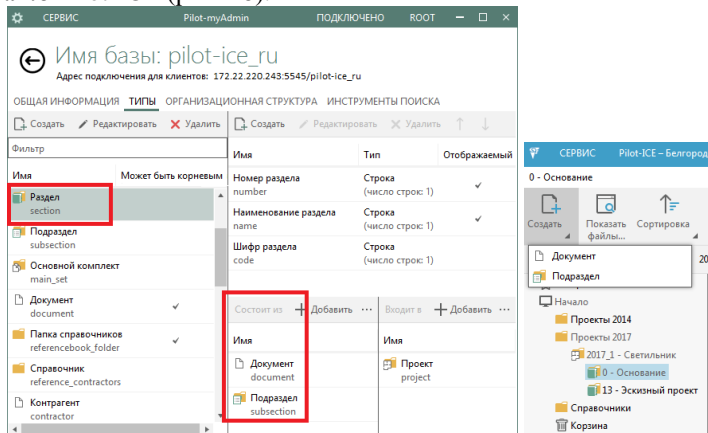 СЕРВИС Pilot-myAdmin ПОДКЛЮЧЕНО ROOT
Имя базы: pilot-ice_ru
Адрес подключения для клиентов: 172.22.220.243:5545/pilot-ice_ru
ОБЩАЯ ИНФОРМАЦИЯ ТИПЫ ОРГАНИЗАЦИОННАЯ СТРУКТУРА ИНСТРУМЕНТЫ ПОИСКА
Создать Редактировать Удалить
Фильтр
Имя Может быть корневым
Раздел
section
Подраздел
subsection
Основной комплект
main_set
Документ
document
Папка справочников
referencebook_folder
Справочник
reference_contractors
Контрагент
contractor
Создать Редактировать Удалить
Имя Тип Отображаемый
Номер раздела Строка
number (число строк: 1)
Наименование раздела Строка
name (число строк: 1)
Шифр раздела Строка
code (число строк: 1)
Состоит из Добавить ...
Имя
Документ
document
Подраздел
subsection
Входит в Добавить ...
Имя
Проект
project
СЕРВИС Pilot-ICE – Белгород
0 - Основание
Создать Показать файлы... Сортировка
Документ
Подраздел
20
Начало
Проекты 2014
Проекты 2017
2017_1 - Светильник
0 - Основание
13 - Эскизный проект
Справочники
Корзина